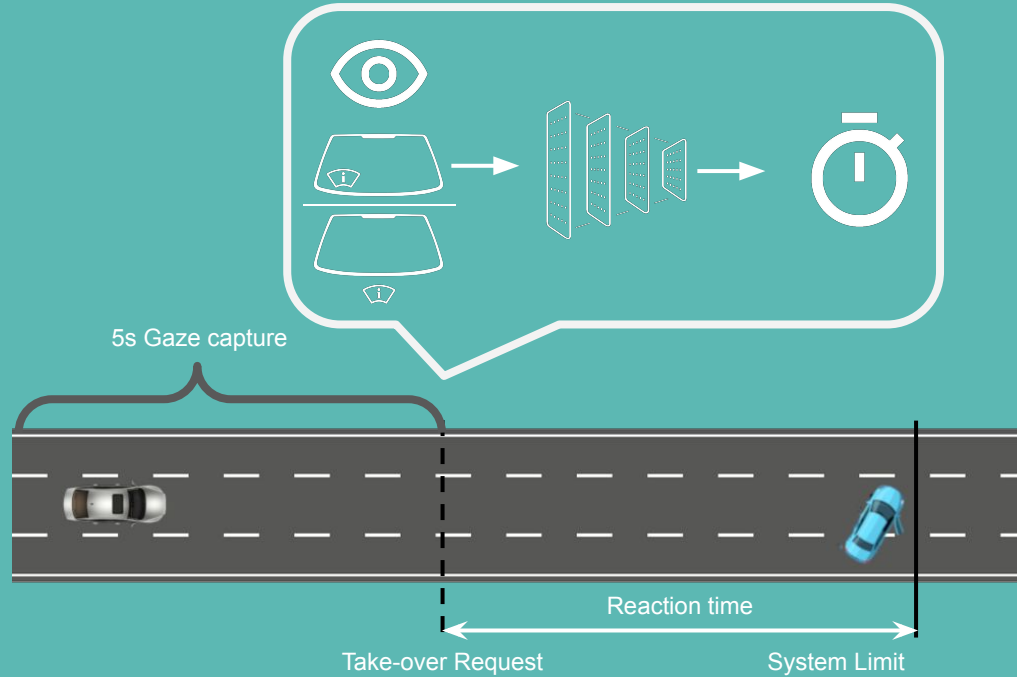 i
i
5s Gaze capture
Reaction time
Take-over Request
System Limit